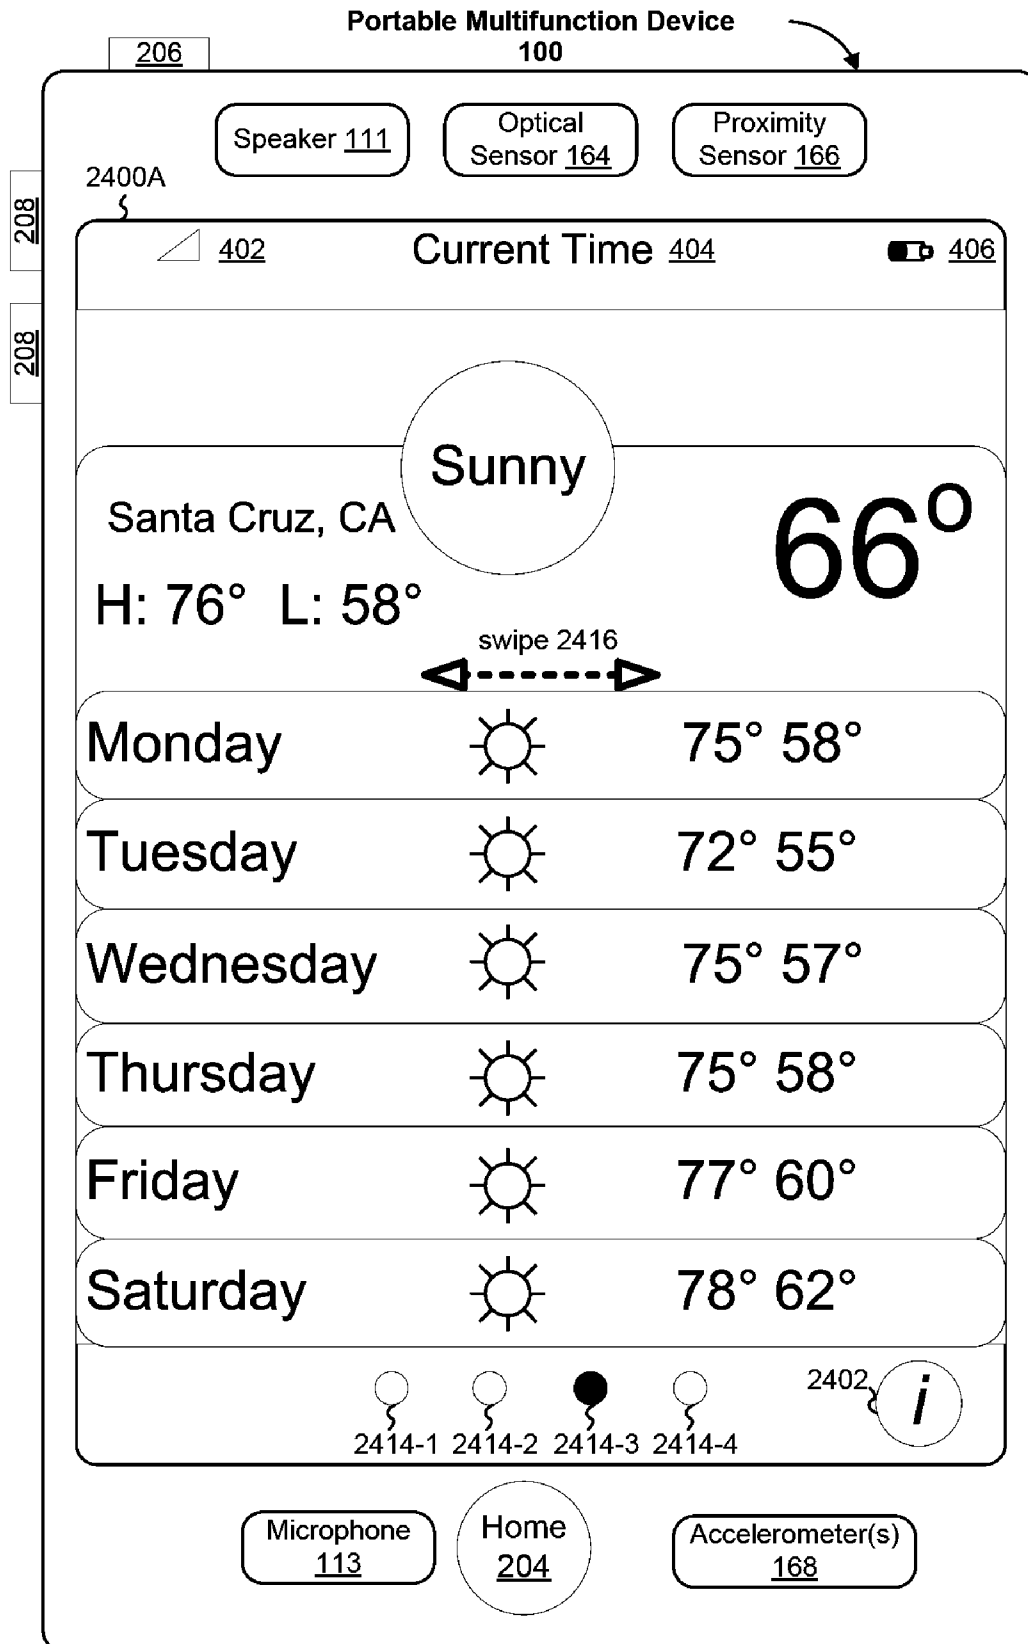 Portable Multifunction Device
100
206
Speaker 111
Optical
Sensor 164
Proximity
Sensor 166
2400A
208
208
402
Current Time 404
406
Sunny
Santa Cruz, CA
66°
H: 76° L: 58°
swipe 2416
Monday 75° 58°
Tuesday 72° 55°
Wednesday 75° 57°
Thursday 75° 58°
Friday 77° 60°
Saturday 78° 62°
2402
i
2414-1 2414-2 2414-3 2414-4
Microphone
113
Home
204
Accelerometer(s)
168